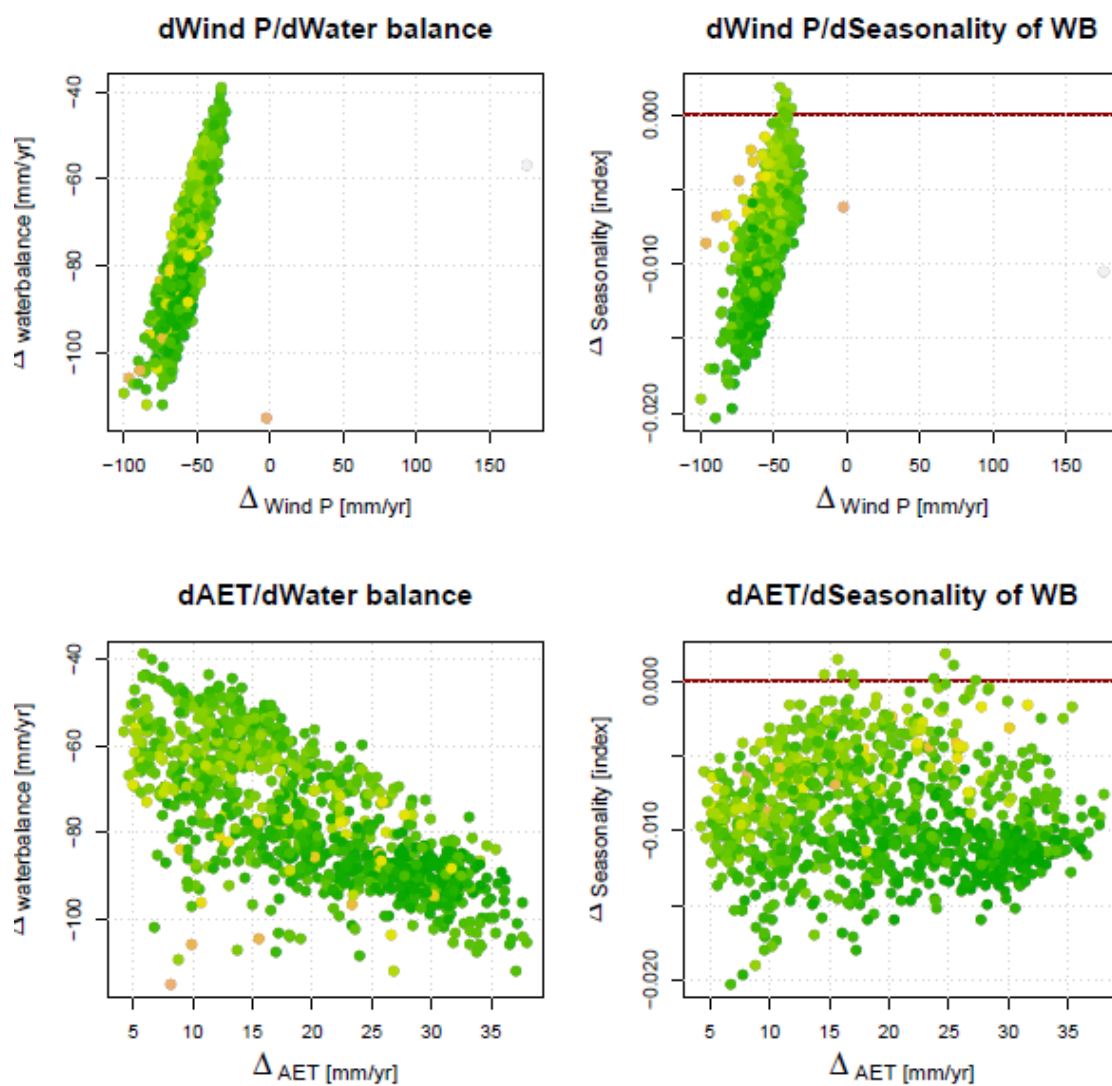 dWind P/dWater balance
dWind P/dSeasonality of WB
Δ waterbalance [mm/yr]
−40
−60
−80
−100
−100 −50 0 50 100 150
Δ Wind P [mm/yr]
Δ Seasonality [index]
0.000
−0.010
−0.020
−100 −50 0 50 100 150
Δ Wind P [mm/yr]
dAET/dWater balance
dAET/dSeasonality of WB
Δ waterbalance [mm/yr]
−40
−60
−80
−100
5 10 15 20 25 30 35
Δ AET [mm/yr]
Δ Seasonality [index]
0.000
−0.010
−0.020
5 10 15 20 25 30 35
Δ AET [mm/yr]